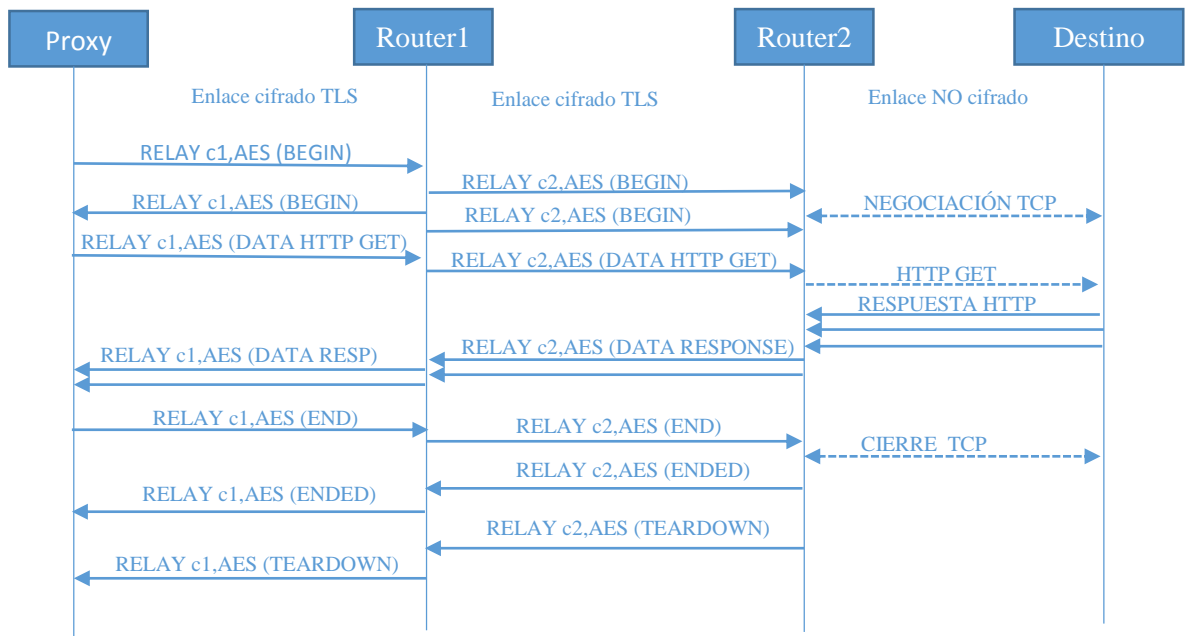 Proxy
Router1
Router2
Destino
Enlace cifrado TLS
Enlace cifrado TLS
Enlace NO cifrado
RELAY c1,AES (BEGIN)
RELAY c2,AES (BEGIN)
RELAY c1,AES (BEGIN)
NEGOCIACIÓN TCP
RELAY c2,AES (BEGIN)
RELAY c1,AES (DATA HTTP GET)
RELAY c2,AES (DATA HTTP GET)
HTTP GET
RESPUESTA HTTP
RELAY c2,AES (DATA RESPONSE)
RELAY c1,AES (DATA RESP)
RELAY c1,AES (END)
RELAY c2,AES (END)
CIERRE TCP
RELAY c2,AES (ENDED)
RELAY c1,AES (ENDED)
RELAY c2,AES (TEARDOWN)
RELAY c1,AES (TEARDOWN)